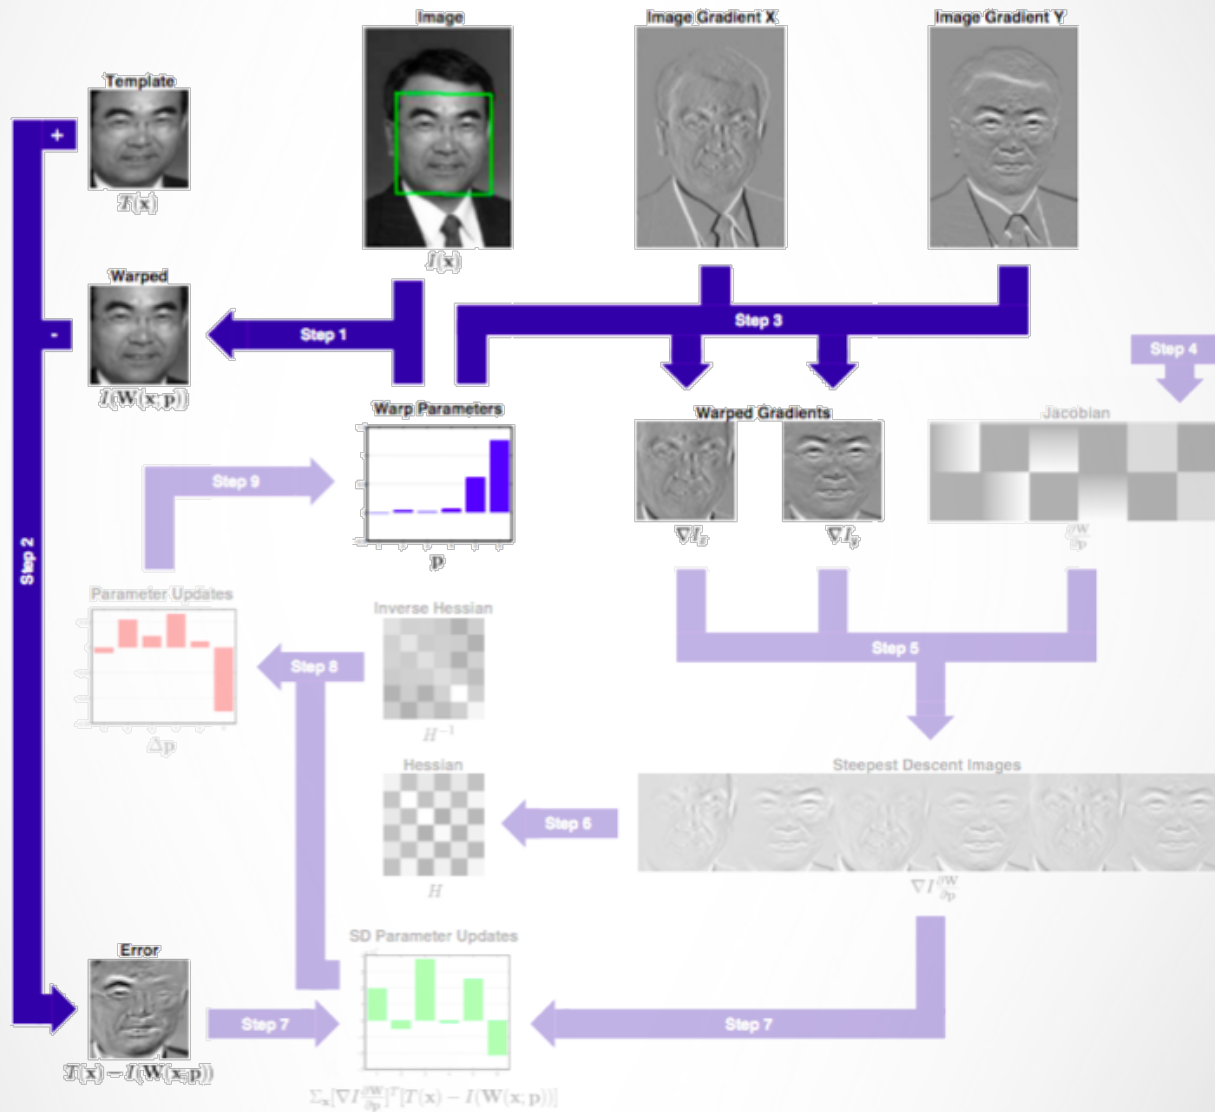 Image
Image Gradient X
Image Gradient Y
Template
+
T(x)
I(x)
Warped
-
Step 1
Step 3
Step 4
I(W(x; p))
Warp Parameters
Warped Gradients
Jacobian
Step 9
∇I_x
∇I_y
∂W/∂p
p
Step 2
Parameter Updates
Inverse Hessian
Step 5
Step 8
H⁻¹
Δp
Hessian
Steepest Descent Images
Step 6
H
∇I ∂W/∂p
SD Parameter Updates
Error
Step 7
Step 7
T(x) − I(W(x; p))
Σ_x[∇I ∂W/∂p]^T[T(x) − I(W(x; p))]